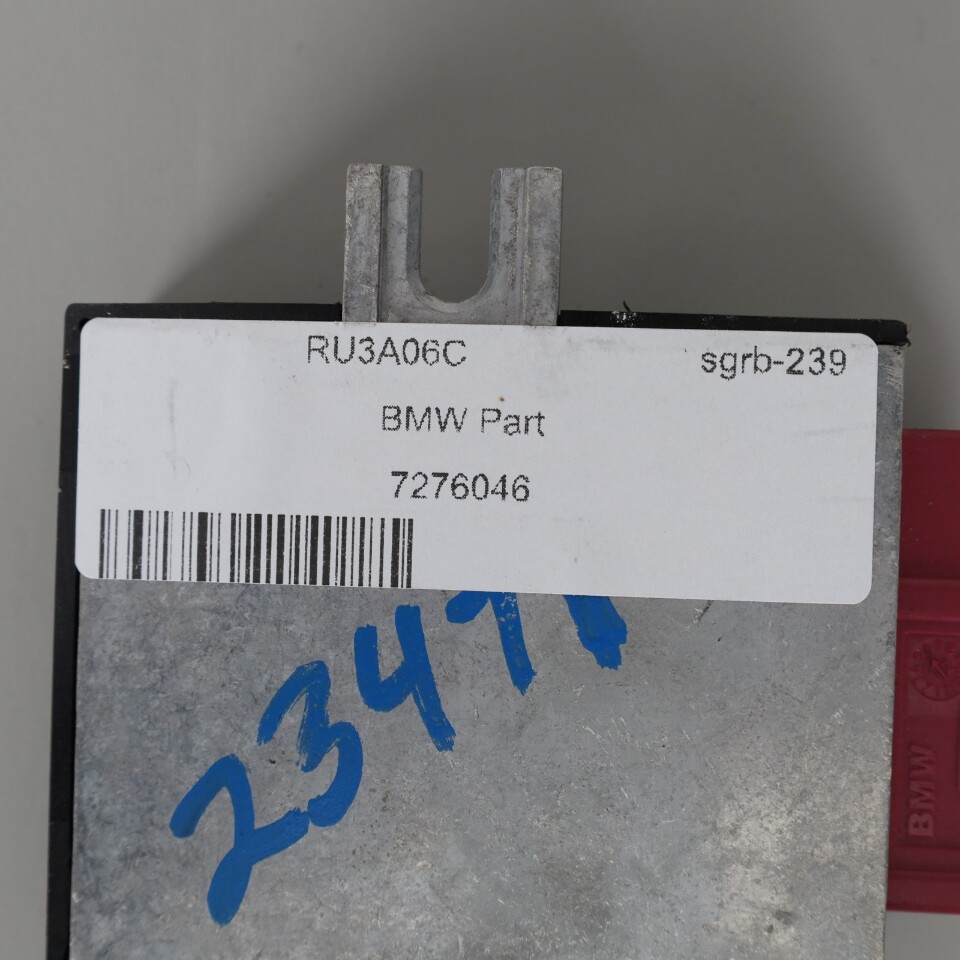 RU3A06C
sgrb-239
BMW Part
7276046
BMW